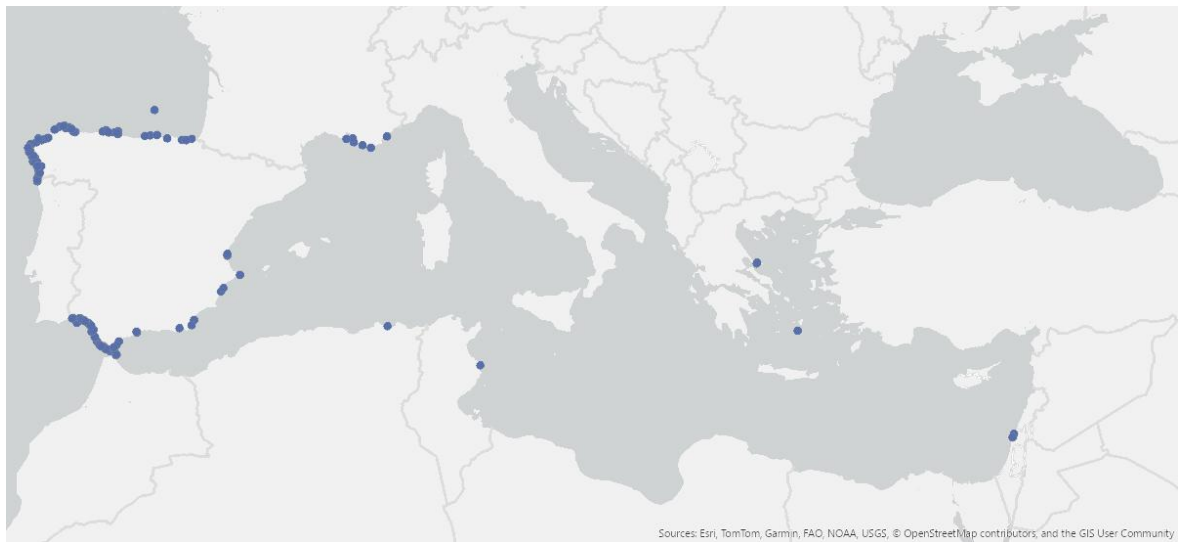 Sources: Esri, TomTom, Garmin, FAO, NOAA, USGS, © OpenStreetMap contributors, and the GIS User Community